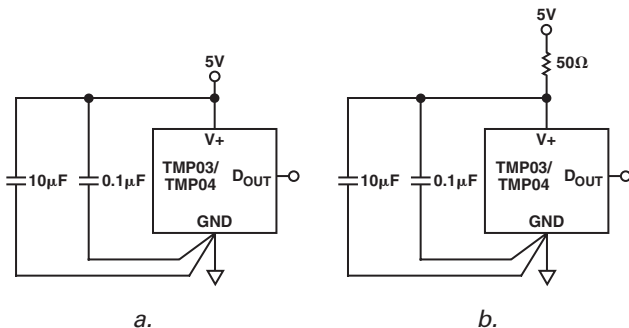 5V
V+
10µF
0.1µF
TMP03/
TMP04
DOUT
GND
a.
5V
50Ω
V+
10µF
0.1µF
TMP03/
TMP04
DOUT
GND
b.